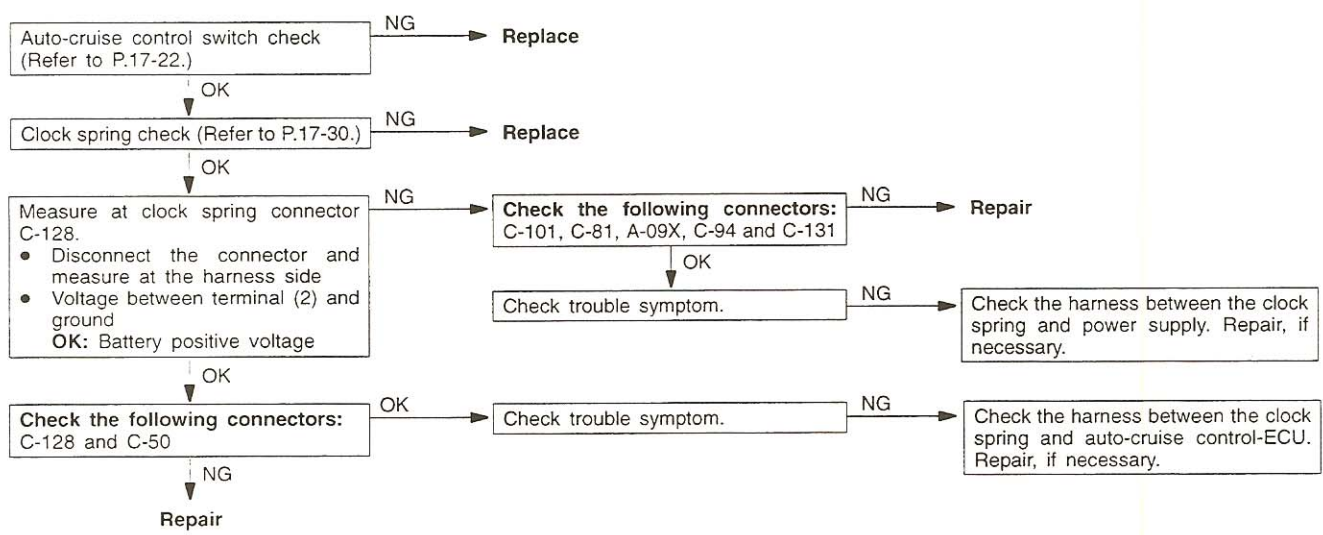 Auto-cruise control switch check
(Refer to P.17-22.)
NG
Replace
OK
Clock spring check (Refer to P.17-30.)
NG
Replace
OK
Measure at clock spring connector
C-128.
● Disconnect the connector and
measure at the harness side
● Voltage between terminal (2) and
ground
OK: Battery positive voltage
NG
Check the following connectors:
C-101, C-81, A-09X, C-94 and C-131
NG
Repair
OK
Check trouble symptom.
NG
Check the harness between the clock
spring and power supply. Repair, if
necessary.
OK
Check the following connectors:
C-128 and C-50
OK
Check trouble symptom.
NG
Check the harness between the clock
spring and auto-cruise control-ECU.
Repair, if necessary.
NG
Repair